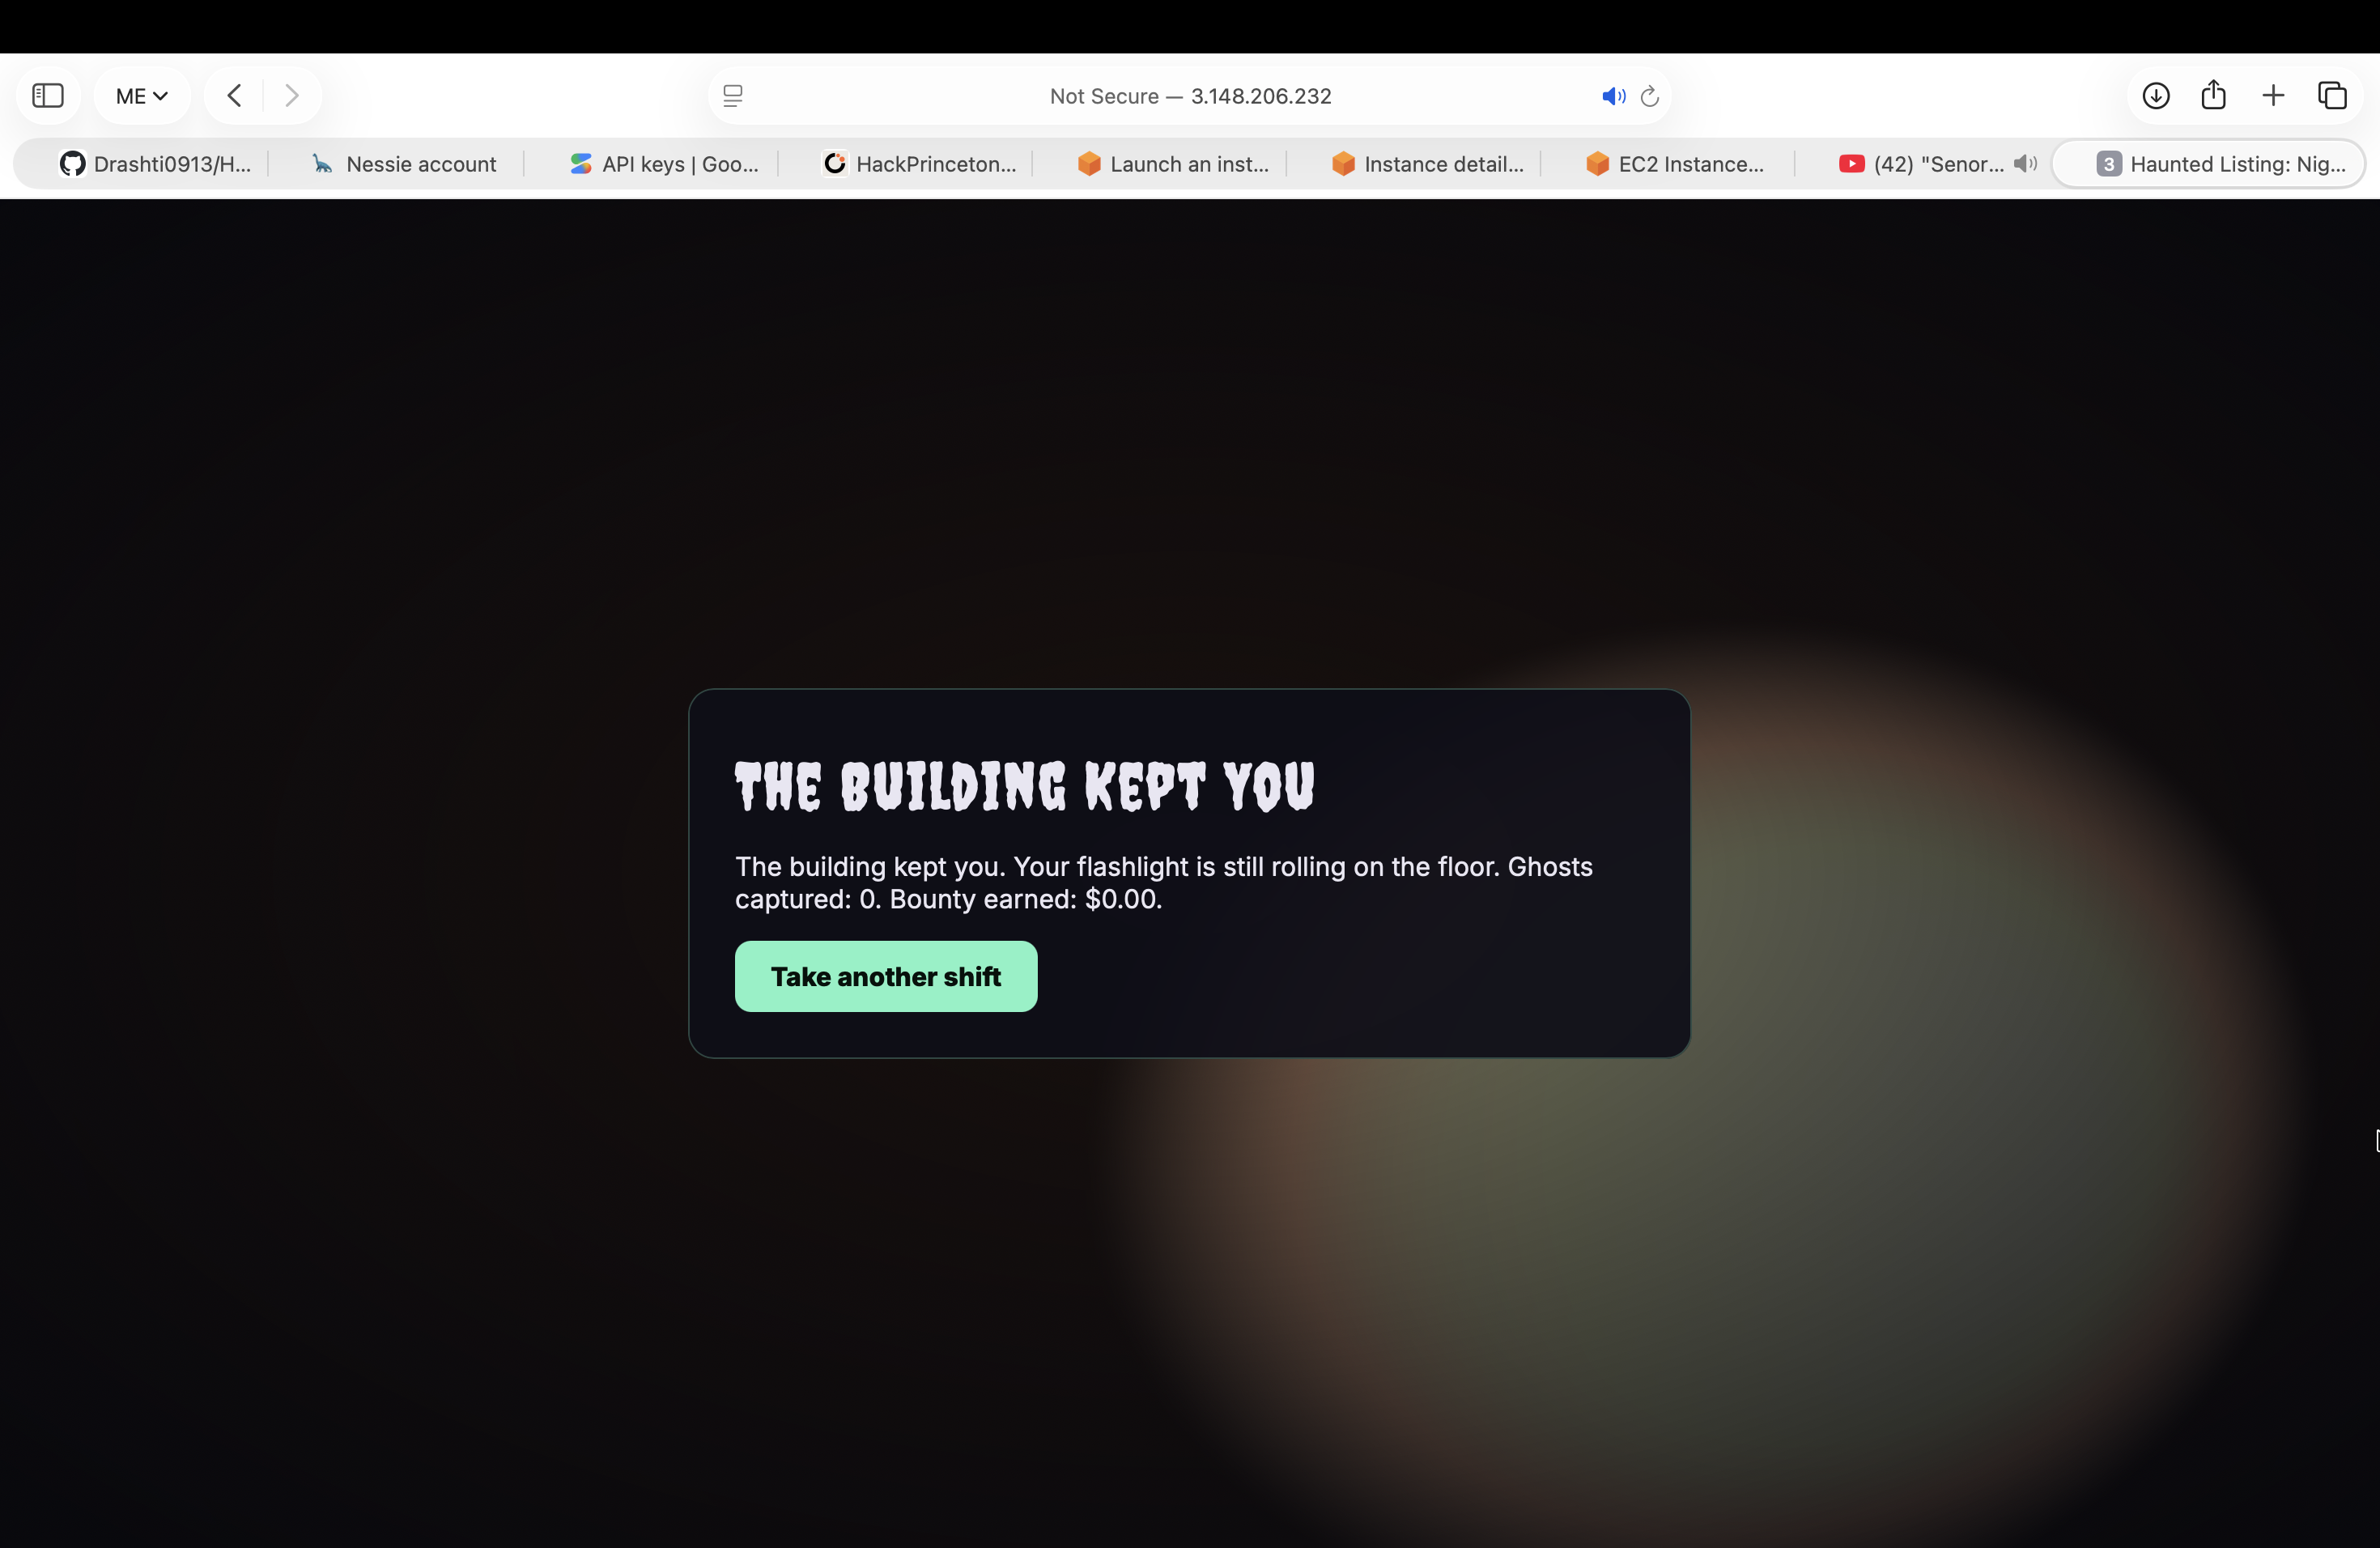 ME
Not Secure — 3.148.206.232
Drashti0913/H...
Nessie account
API keys | Goo...
HackPrinceton...
Launch an inst...
Instance detail...
EC2 Instance...
(42) "Senor...
3
Haunted Listing: Nig...
THE BUILDING KEPT YOU
The building kept you. Your flashlight is still rolling on the floor. Ghosts
captured: 0. Bounty earned: $0.00.
Take another shift